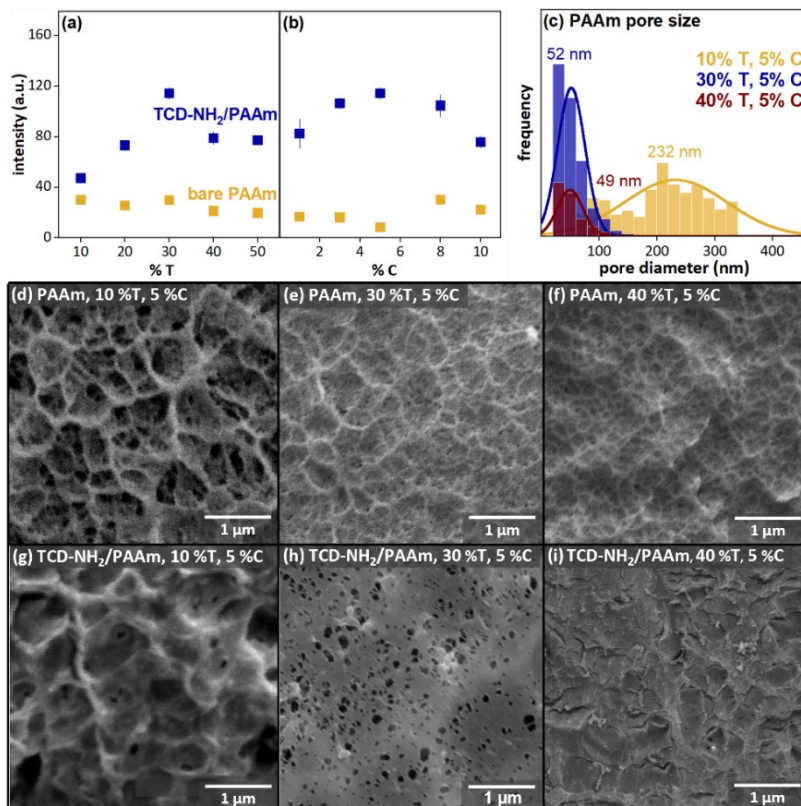 (a)
(b)
(c) PAAm pore size
160
120
80
40
0
intensity (a.u.)
TCD-NH₂/PAAm
bare PAAm
10 20 30 40 50
% T
2 4 6 8 10
% C
52 nm
10% T, 5% C
30% T, 5% C
40% T, 5% C
232 nm
49 nm
frequency
100 200 300 400
pore diameter (nm)
(d) PAAm, 10 %T, 5 %C
1 µm
(e) PAAm, 30 %T, 5 %C
1 µm
(f) PAAm, 40 %T, 5 %C
1 µm
(g) TCD-NH₂/PAAm, 10 %T, 5 %C
1 µm
(h) TCD-NH₂/PAAm, 30 %T, 5 %C
1 µm
(i) TCD-NH₂/PAAm, 40 %T, 5 %C
1 µm